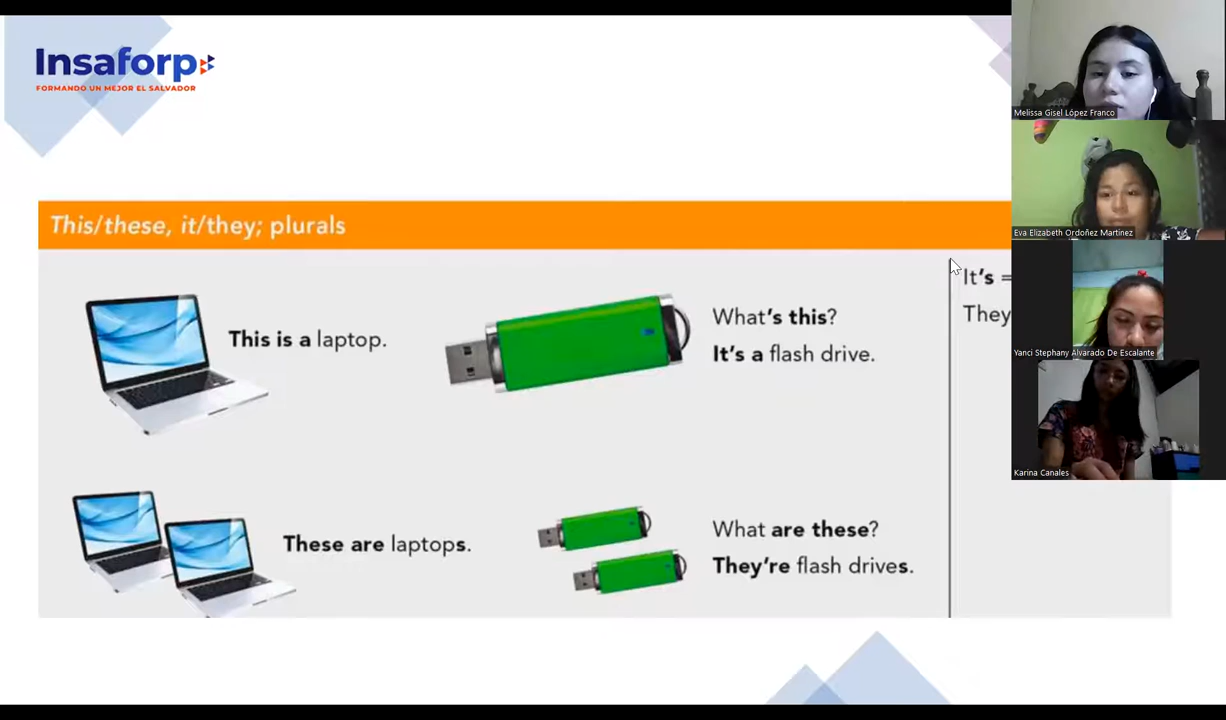 Insaforp
FORMANDO UN MEJOR EL SALVADOR
This/these, it/they; plurals
This is a laptop.
What's this?
It's a flash drive.
It's =
They
These are laptops.
What are these?
They're flash drives.
Melissa Gisel López Franco
Eva Elizabeth Ordoñez Martínez
Yanci Stephany Alvarado De Escalante
Karina Canales